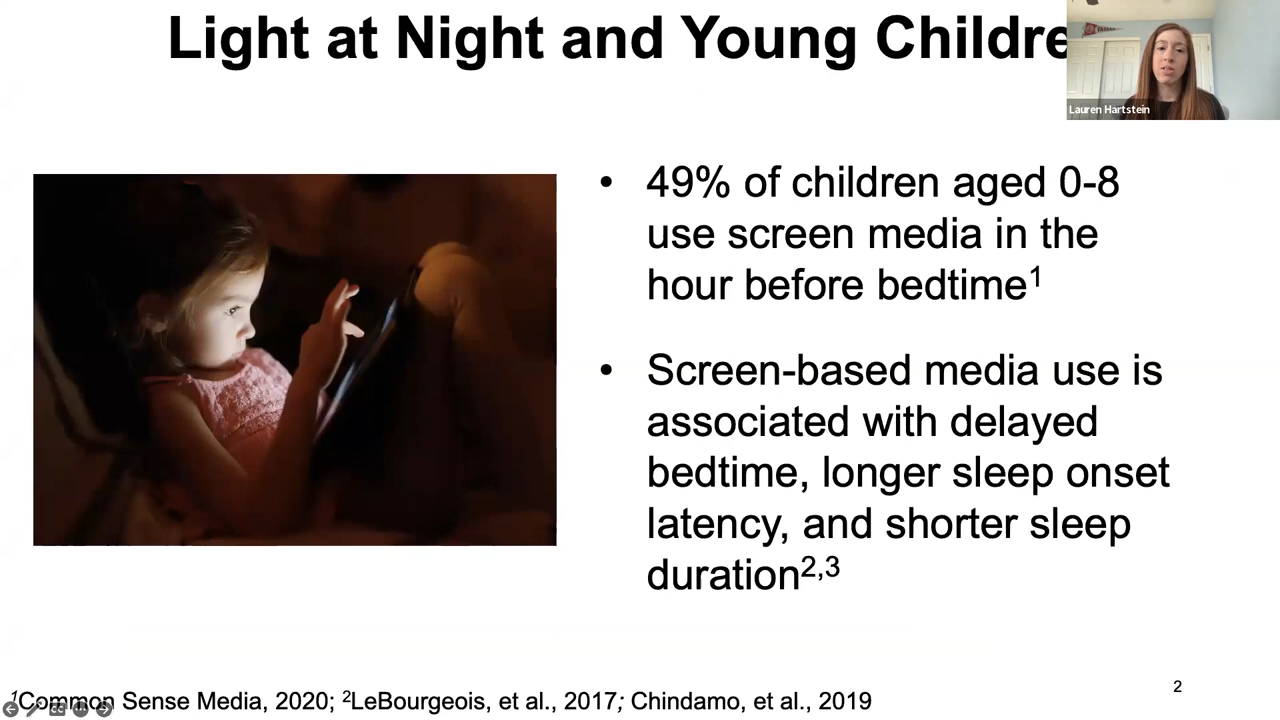 Light at Night and Young Childre
Lauren Hartstein
• 49% of children aged 0-8
use screen media in the
hour before bedtime¹
• Screen-based media use is
associated with delayed
bedtime, longer sleep onset
latency, and shorter sleep
duration²,³
¹Common Sense Media, 2020; ²LeBourgeois, et al., 2017; Chindamo, et al., 2019
2